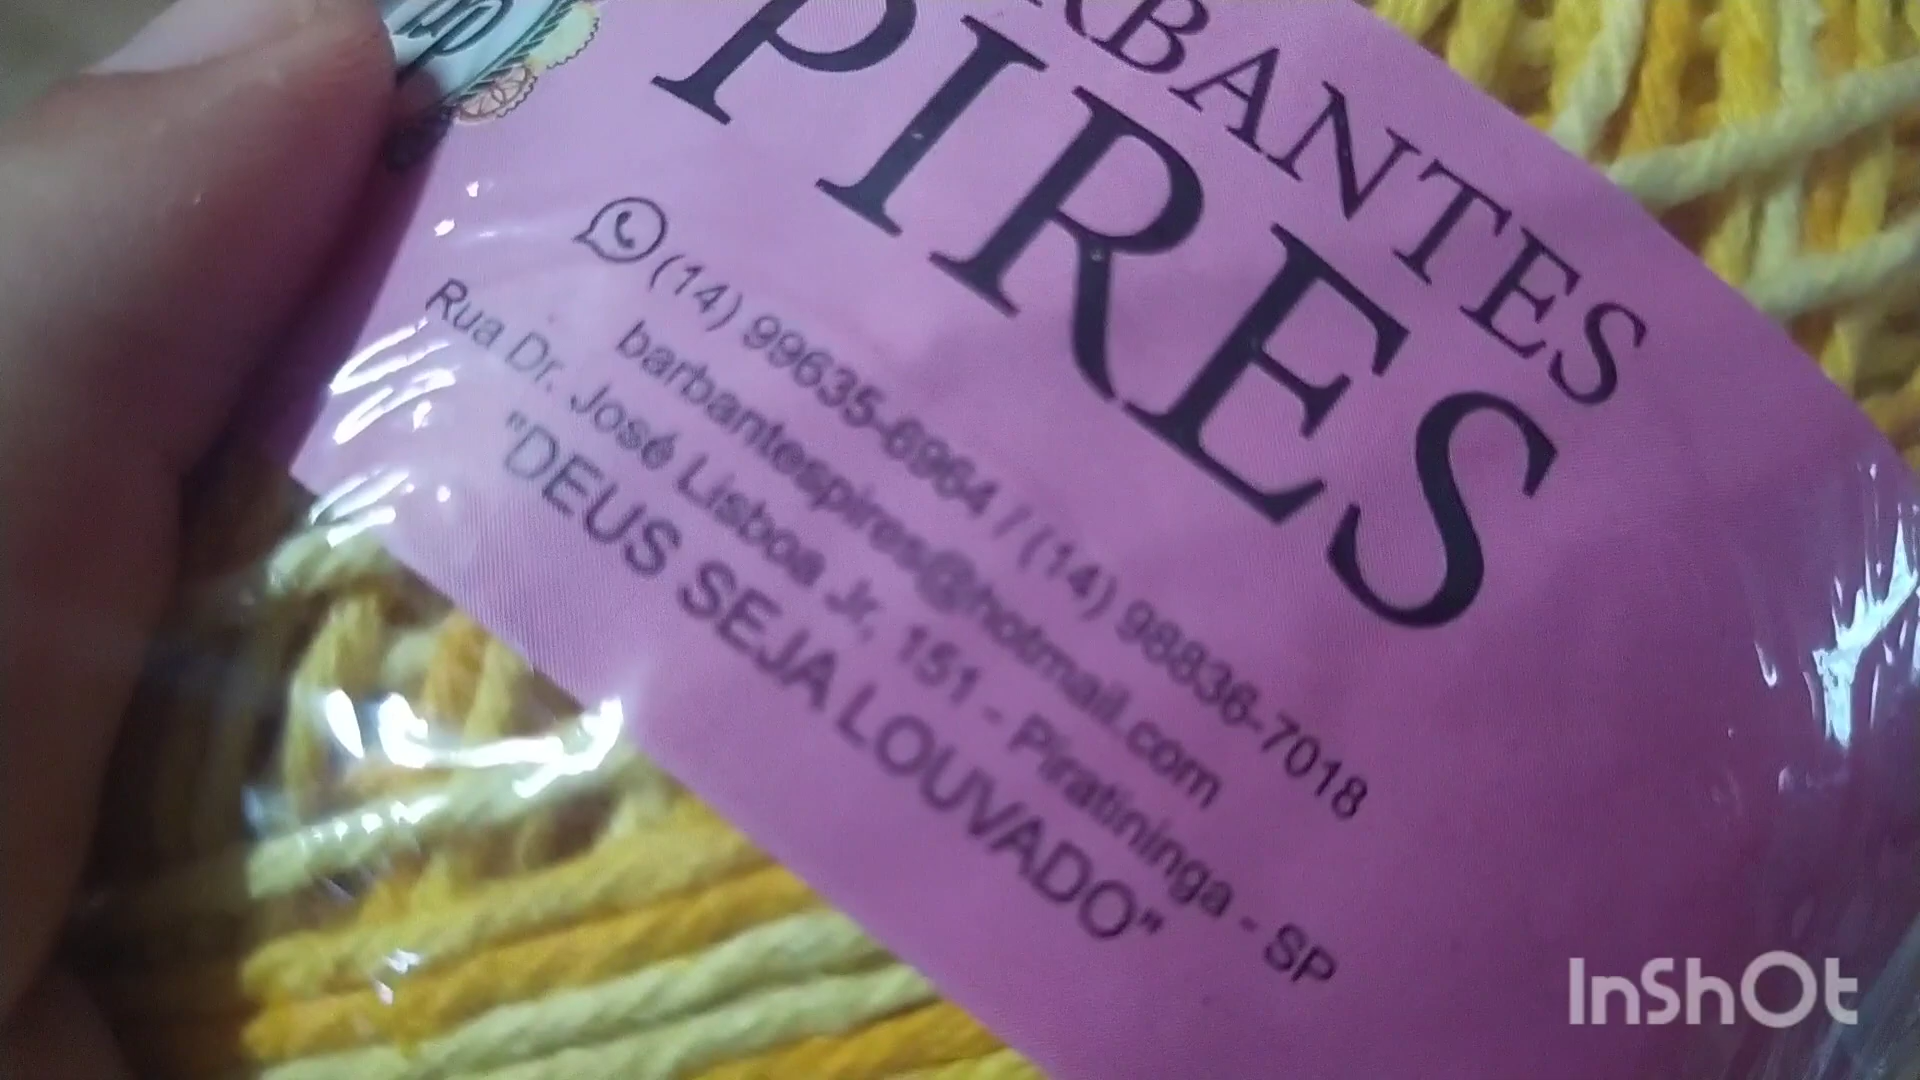 RBANTES
PIRES
(14) 99635-6964 / (14) 98836-7018
barbantespires@hotmail.com
Rua Dr. José Lisboa Jr, 151 - Piratininga - SP
"DEUS SEJA LOUVADO"
InShOt